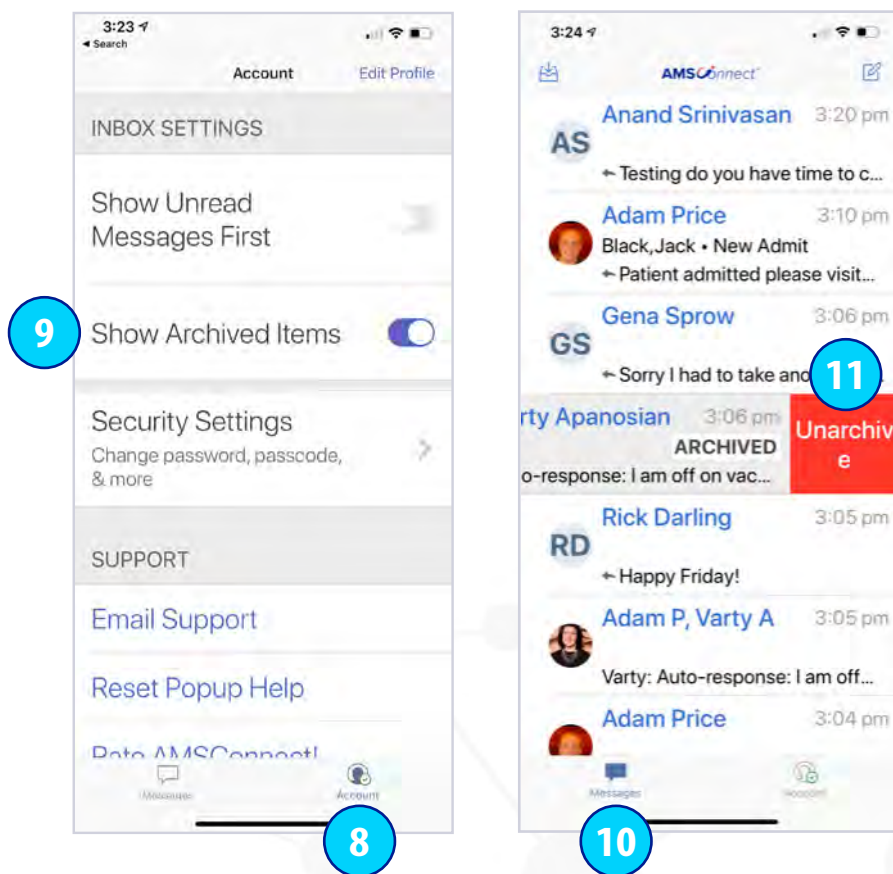 3:23
Search
Account
Edit Profile
INBOX SETTINGS
Show Unread
Messages First
9
Show Archived Items
Security Settings
Change password, passcode,
& more
SUPPORT
Email Support
Reset Popup Help
Rate AMSConnect!
Messages
Account
8
3:24
AMSConnect
Anand Srinivasan 3:20 pm
AS
Testing do you have time to c...
Adam Price 3:10 pm
Black,Jack • New Admit
Patient admitted please visit...
Gena Sprow 3:06 pm
GS
Sorry I had to take ano
11
rty Apanosian 3:06 pm
ARCHIVED
Unarchiv
e
o-response: I am off on vac...
Rick Darling 3:05 pm
RD
Happy Friday!
Adam P, Varty A 3:05 pm
Varty: Auto-response: I am off...
Adam Price 3:04 pm
Messages
Account
10